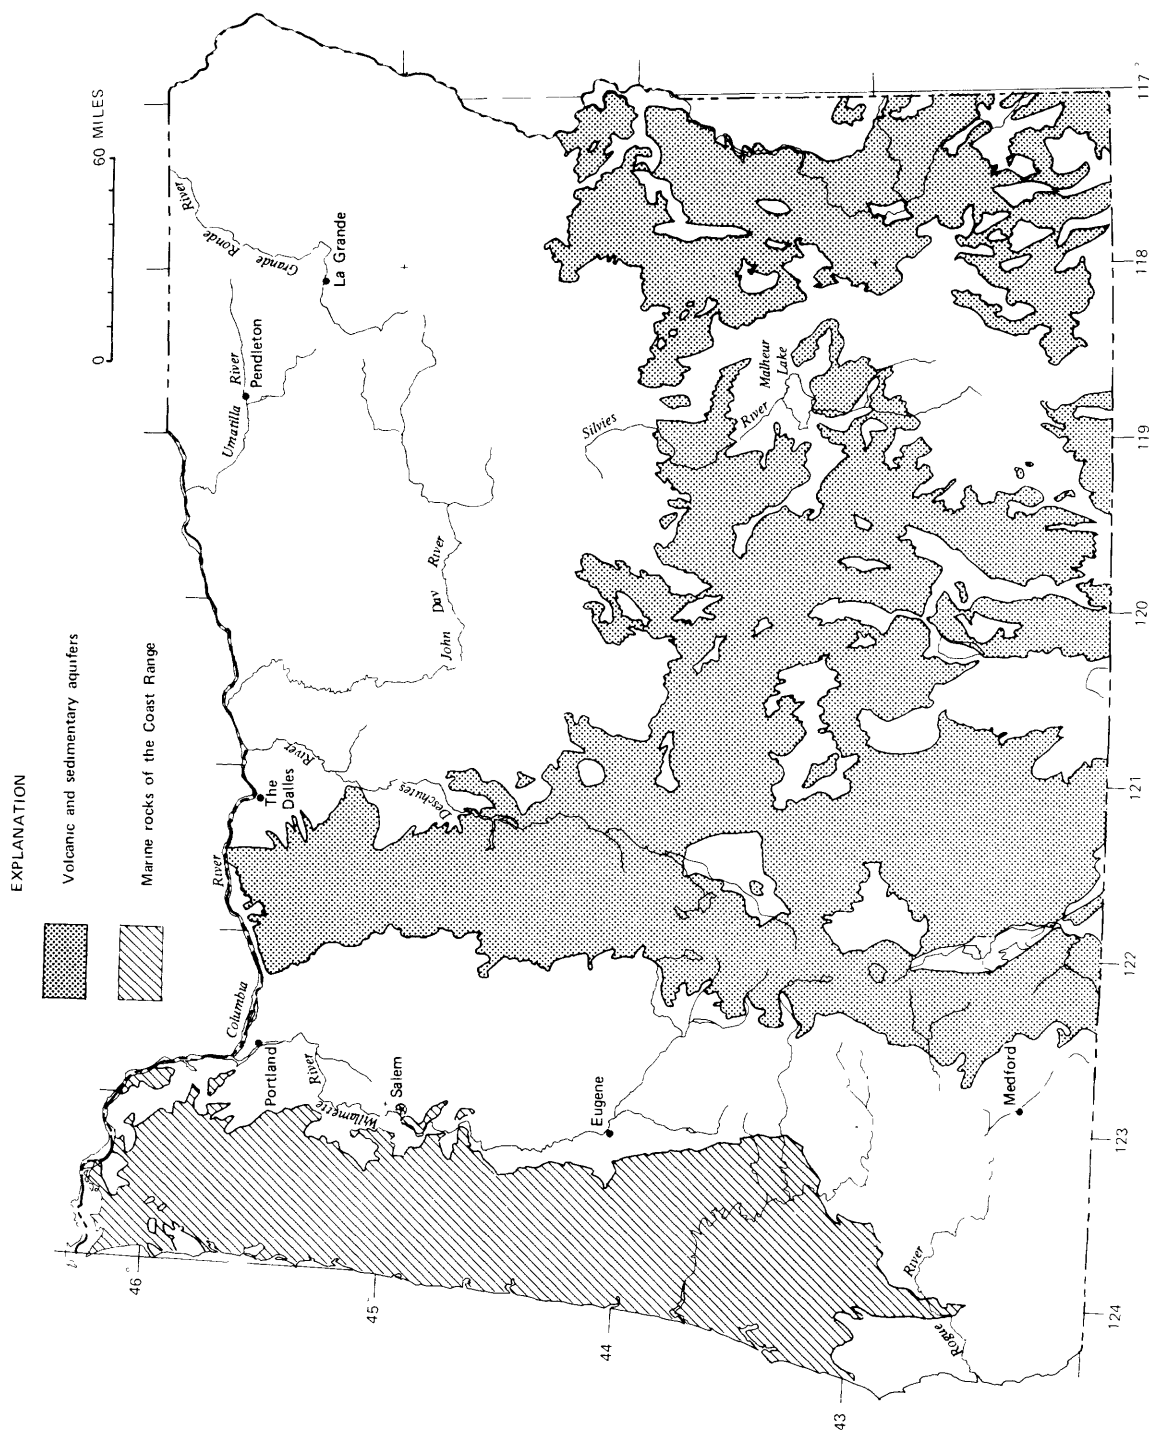 EXPLANATION
Volcanic and sedimentary aquifers
Marine rocks of the Coast Range
0 60 MILES
Columbia
River
Portland
The
Dalles
River
Deschutes
John
Dav
River
Umatilla
River
Pendleton
Grande
Ronde
River
La Grande
Willamette
River
Salem
Eugene
Silvies
River
Malheur
Lake
Rogue
River
Medford
46°
45°
44
43
124
123
122
121
120
119
118
117°